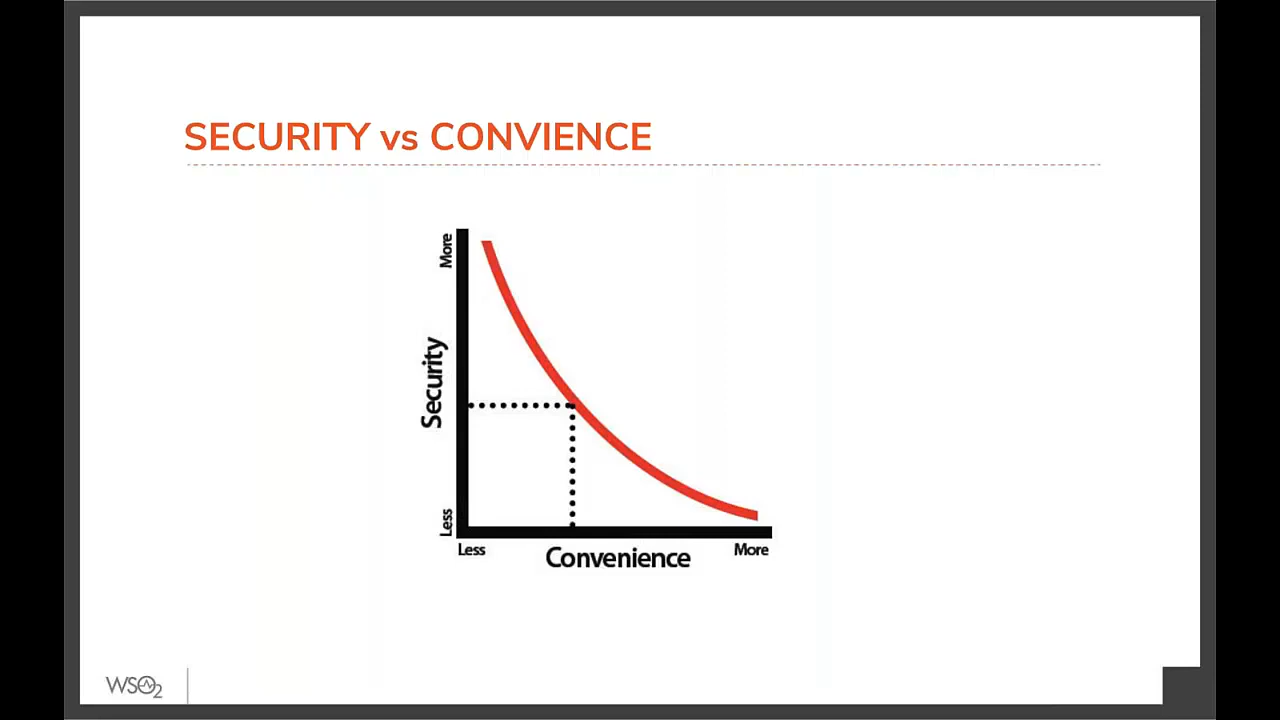 SECURITY vs CONVIENCE
More
Security
Less
Less
Convenience
More
WSO2